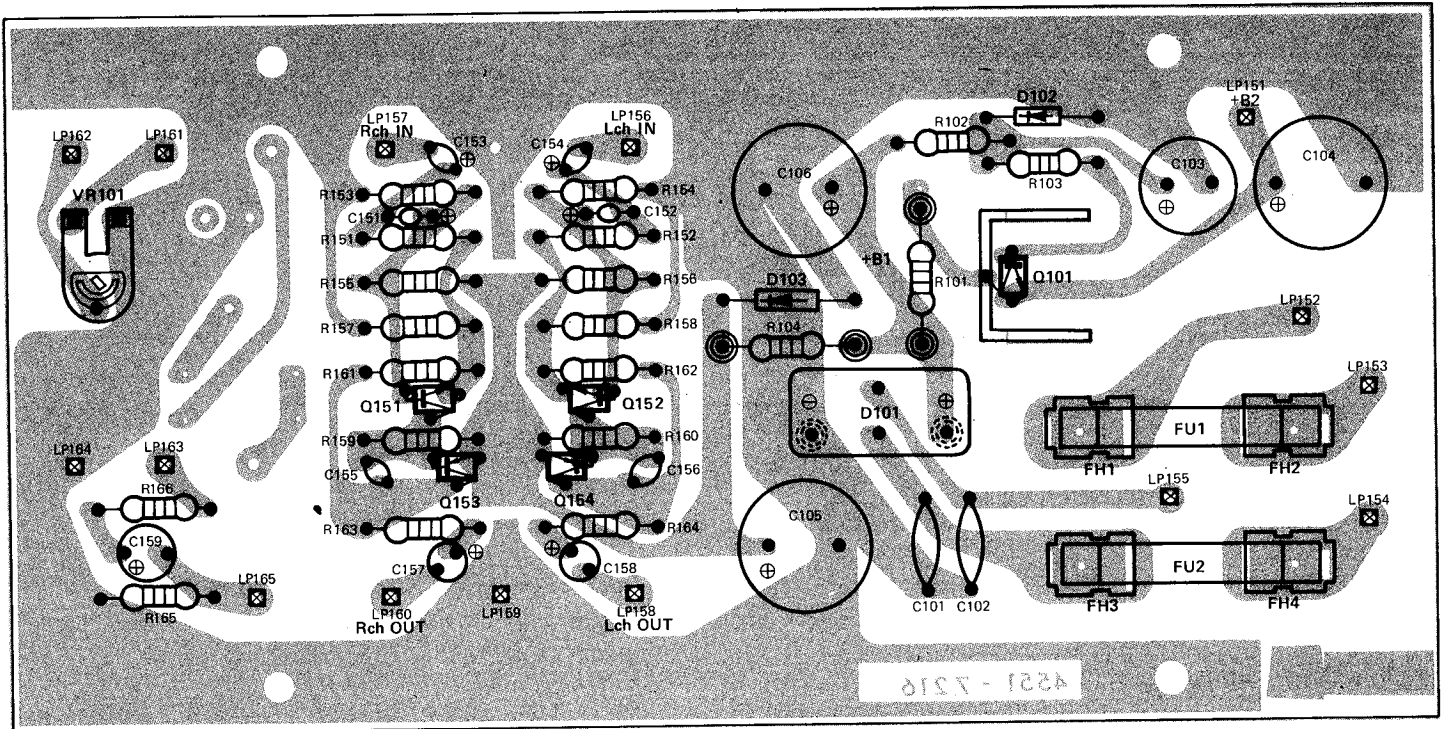 LP151
+B2
D102
LP157
Rch IN
LP156
Lch IN
LP162
LP161
C153
C154
R102
C103
C104
VR101
R153
R154
C106
R103
C151
C152
R151
R152
+B1
R155
R156
D103
R101
Q101
LP152
R157
R158
R104
R161
R162
LP153
Q151
Q152
D101
FU1
R159
R160
LP164
LP163
C155
C156
FH1
FH2
Q153
Q154
LP155
R166
LP154
R163
R164
C105
C159
C157
C158
FU2
LP165
R165
LP160
Rch OUT
LP159
LP158
Lch OUT
C101
C102
FH3
FH4
4551-7216